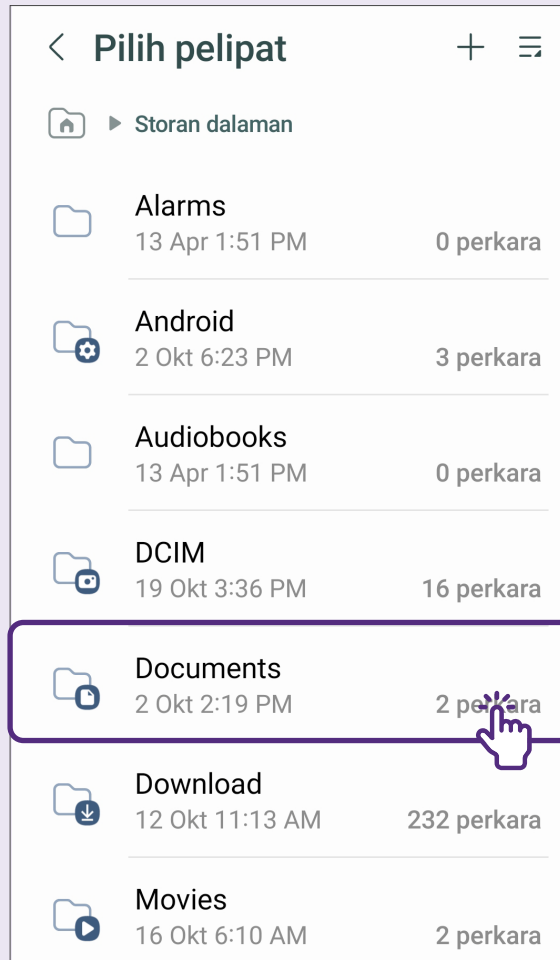 Pilih pelipat
Storan dalaman
Alarms
13 Apr 1:51 PM 0 perkara
Android
2 Okt 6:23 PM 3 perkara
Audiobooks
13 Apr 1:51 PM 0 perkara
DCIM
19 Okt 3:36 PM 16 perkara
Documents
2 Okt 2:19 PM 2 perkara
Download
12 Okt 11:13 AM 232 perkara
Movies
16 Okt 6:10 AM 2 perkara